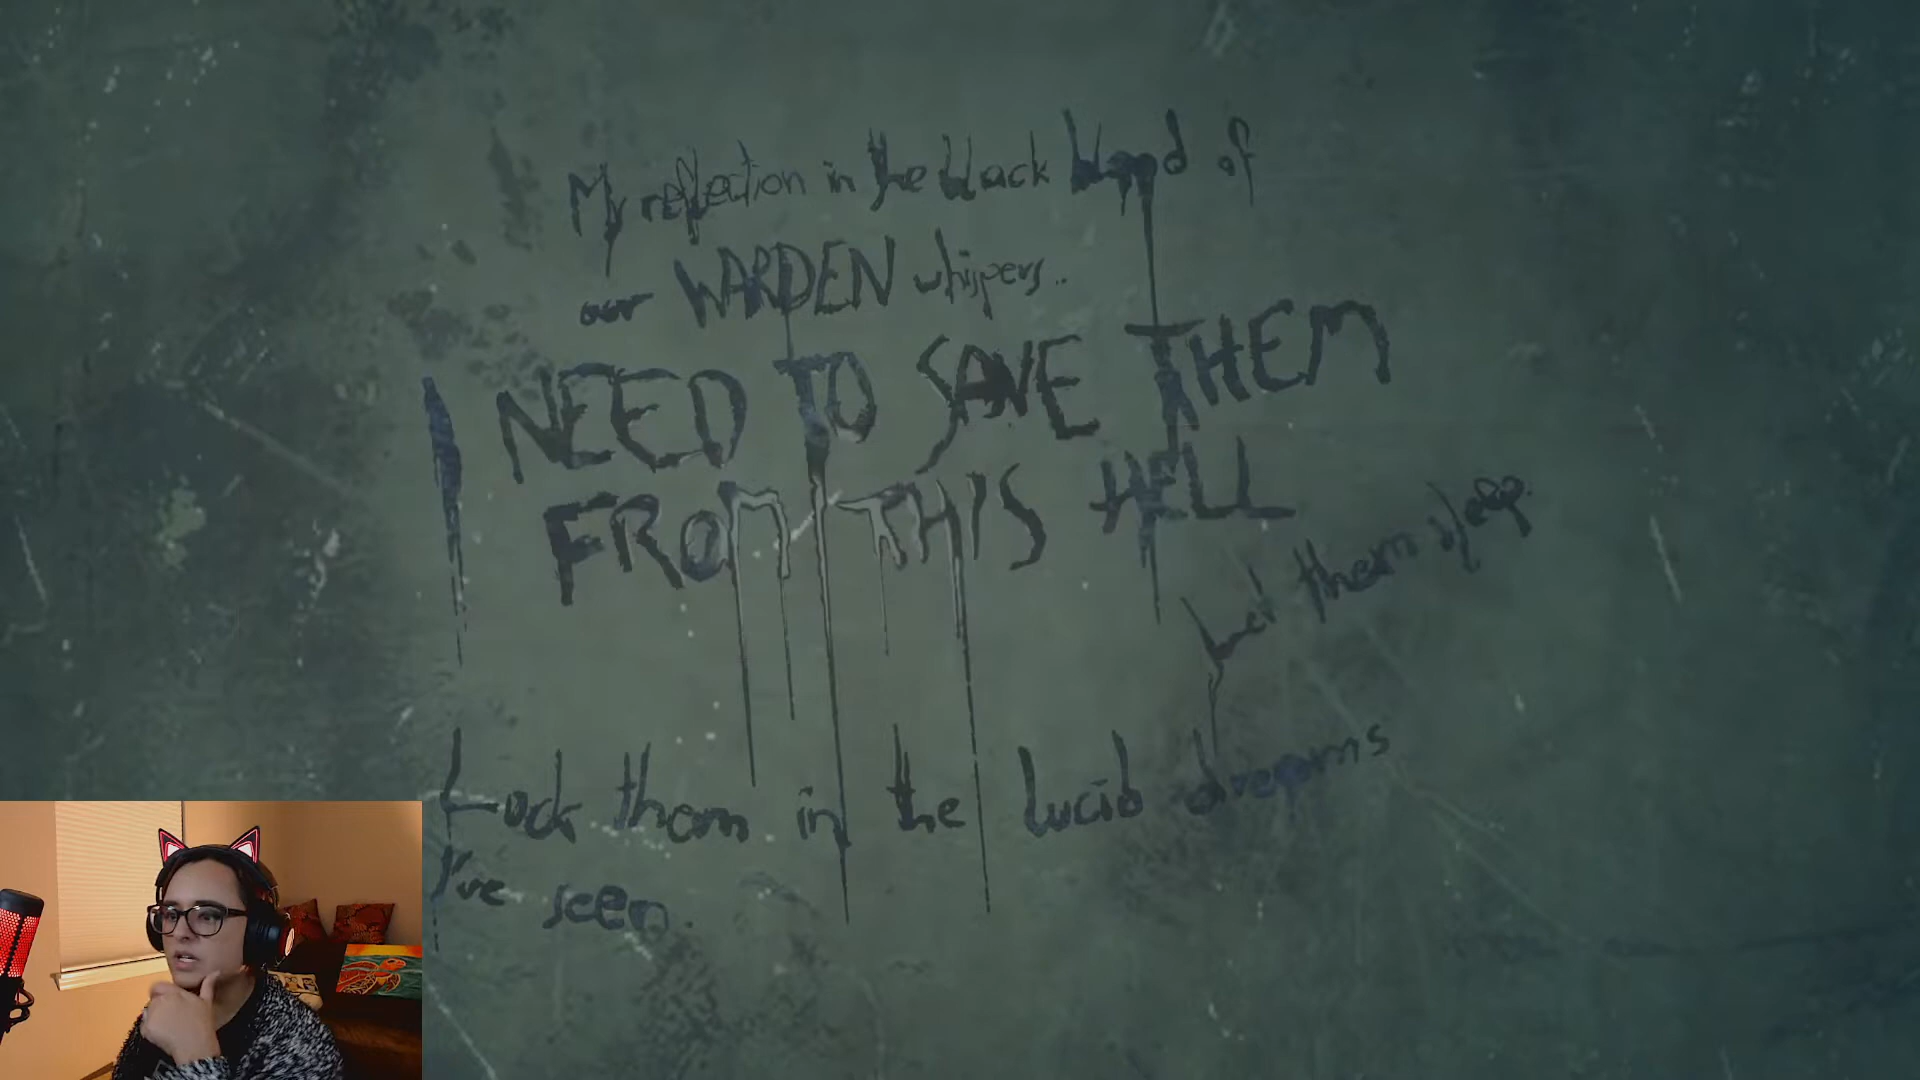 My reflection in the black blood of
our WARDEN whispers..
I NEED TO SAVE THEM
FROM THIS HELL
Let them sleep.
Lock them in the lucid dreams
I've seen.